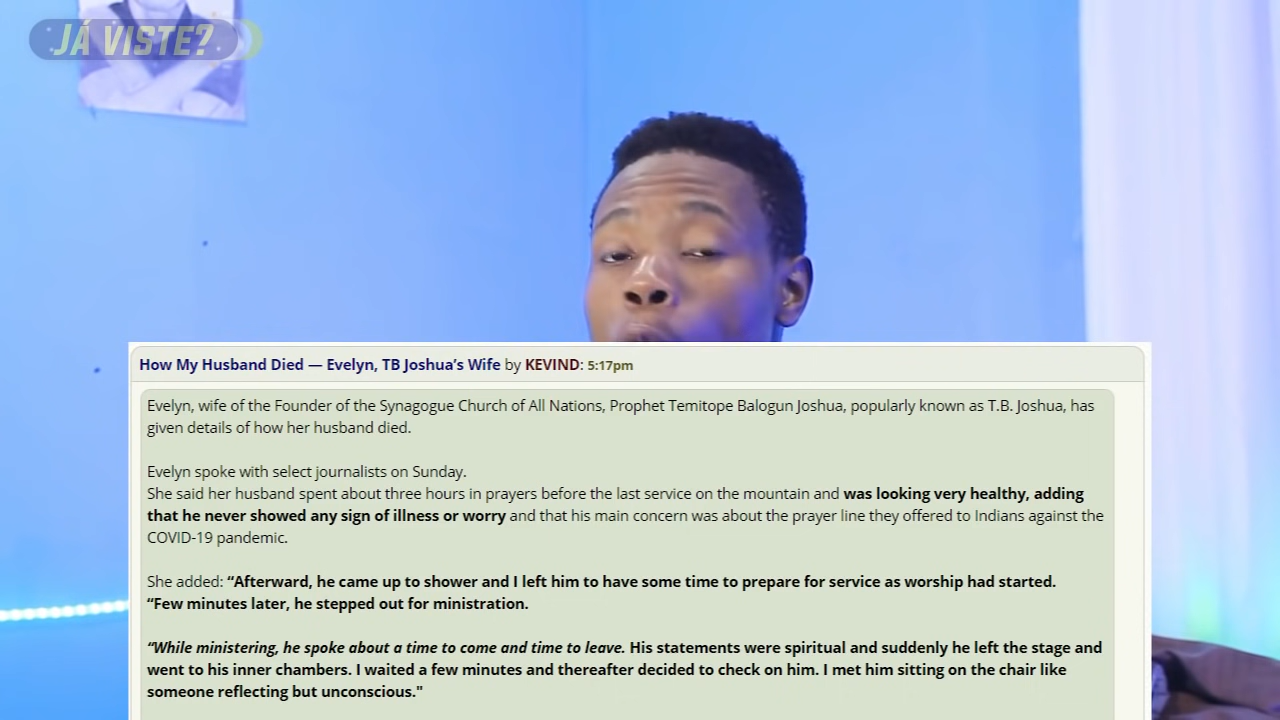 JÁ VISTE?
How My Husband Died — Evelyn, TB Joshua's Wife by KEVIND: 5:17pm
Evelyn, wife of the Founder of the Synagogue Church of All Nations, Prophet Temitope Balogun Joshua, popularly known as T.B. Joshua, has
given details of how her husband died.
Evelyn spoke with select journalists on Sunday.
She said her husband spent about three hours in prayers before the last service on the mountain and was looking very healthy, adding
that he never showed any sign of illness or worry and that his main concern was about the prayer line they offered to Indians against the
COVID-19 pandemic.
She added: “Afterward, he came up to shower and I left him to have some time to prepare for service as worship had started.
“Few minutes later, he stepped out for ministration.
“While ministering, he spoke about a time to come and time to leave. His statements were spiritual and suddenly he left the stage and
went to his inner chambers. I waited a few minutes and thereafter decided to check on him. I met him sitting on the chair like
someone reflecting but unconscious."